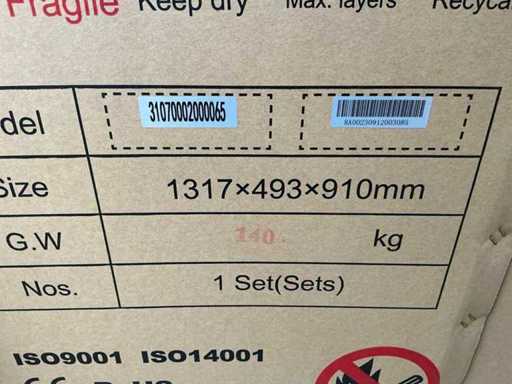 Fragile Keep dry Max. layers Recycla
del 31070002000065
Size 1317×493×910mm
G.W 140 kg
Nos. 1 Set(Sets)
ISO9001 ISO14001